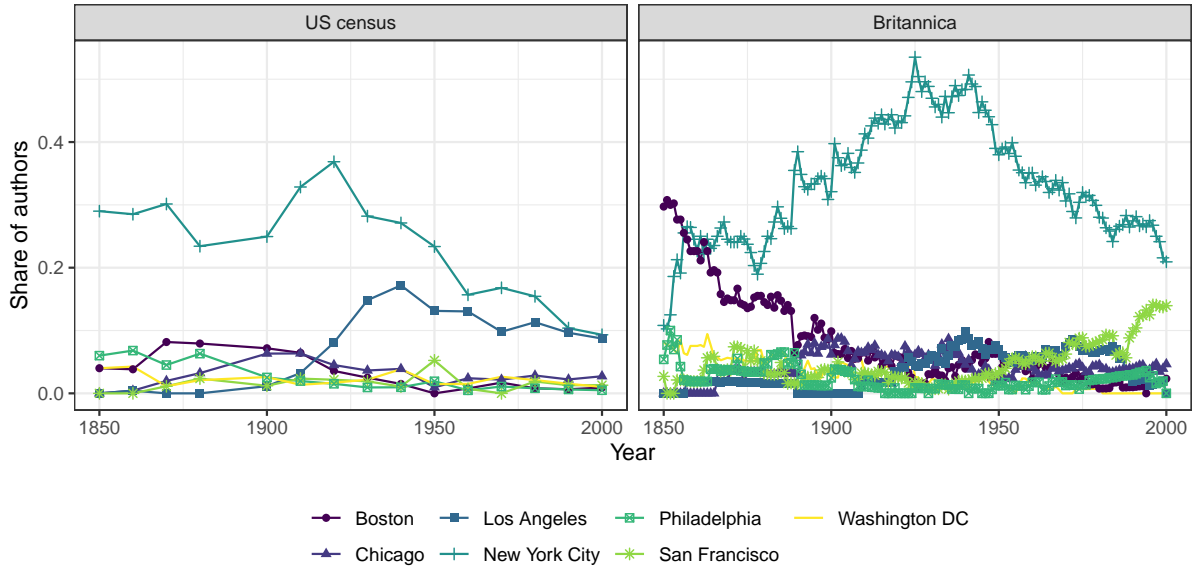 US census
Britannica
Share of authors
0.4
0.2
0.0
1850 1900 1950 2000
1850 1900 1950 2000
Year
Boston Los Angeles Philadelphia Washington DC
Chicago New York City San Francisco